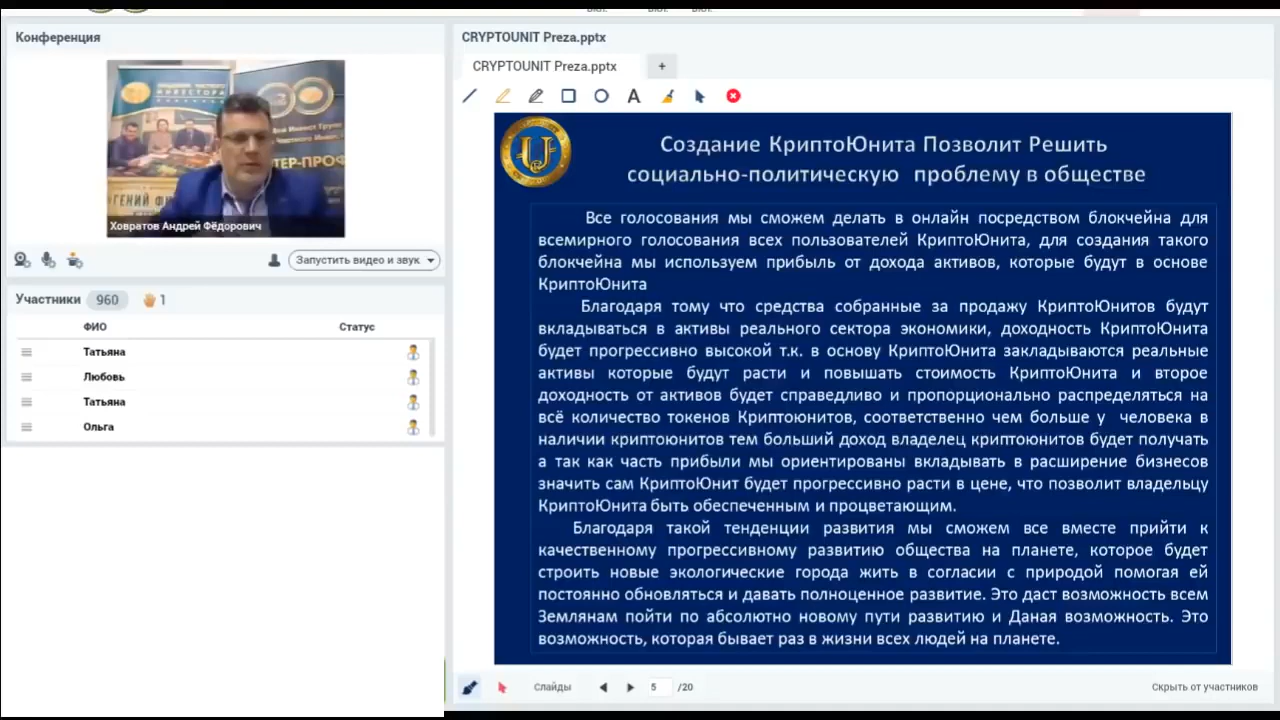 Конференция
ИНВЕСТОРА
ТЕР-ПРОФ
Ховратов Андрей Фёдорович
Запустить видео и звук
Участники 960 1
ФИО Статус
Татьяна
Любовь
Татьяна
Ольга
CRYPTOUNIT Preza.pptx
CRYPTOUNIT Preza.pptx +
Создание КриптоЮнита Позволит Решить
социально-политическую проблему в обществе
Все голосования мы сможем делать в онлайн посредством блокчейна для
всемирного голосования всех пользователей КриптоЮнита, для создания такого
блокчейна мы используем прибыль от дохода активов, которые будут в основе
КриптоЮнита
Благодаря тому что средства собранные за продажу КриптоЮнитов будут
вкладываться в активы реального сектора экономики, доходность КриптоЮнита
будет прогрессивно высокой т.к. в основу КриптоЮнита закладываются реальные
активы которые будут расти и повышать стоимость КриптоЮнита и второе
доходность от активов будет справедливо и пропорционально распределяться на
всё количество токенов Криптоюнитов, соответственно чем больше у человека в
наличии криптоюнитов тем больший доход владелец криптоюнитов будет получать
а так как часть прибыли мы ориентированы вкладывать в расширение бизнесов
значить сам КриптоЮнит будет прогрессивно расти в цене, что позволит владельцу
КриптоЮнита быть обеспеченным и процветающим.
Благодаря такой тенденции развития мы сможем все вместе прийти к
качественному прогрессивному развитию общества на планете, которое будет
строить новые экологические города жить в согласии с природой помогая ей
постоянно обновляться и давать полноценное развитие. Это даст возможность всем
Землянам пойти по абсолютно новому пути развитию и Даная возможность. Это
возможность, которая бывает раз в жизни всех людей на планете.
Слайды 5 /20 Скрыть от участников